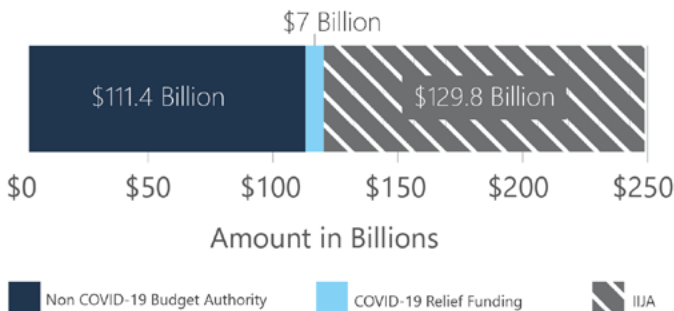 $7 Billion
$111.4 Billion $129.8 Billion
$0 $50 $100 $150 $200 $250
Amount in Billions
Non COVID-19 Budget Authority COVID-19 Relief Funding IIJA